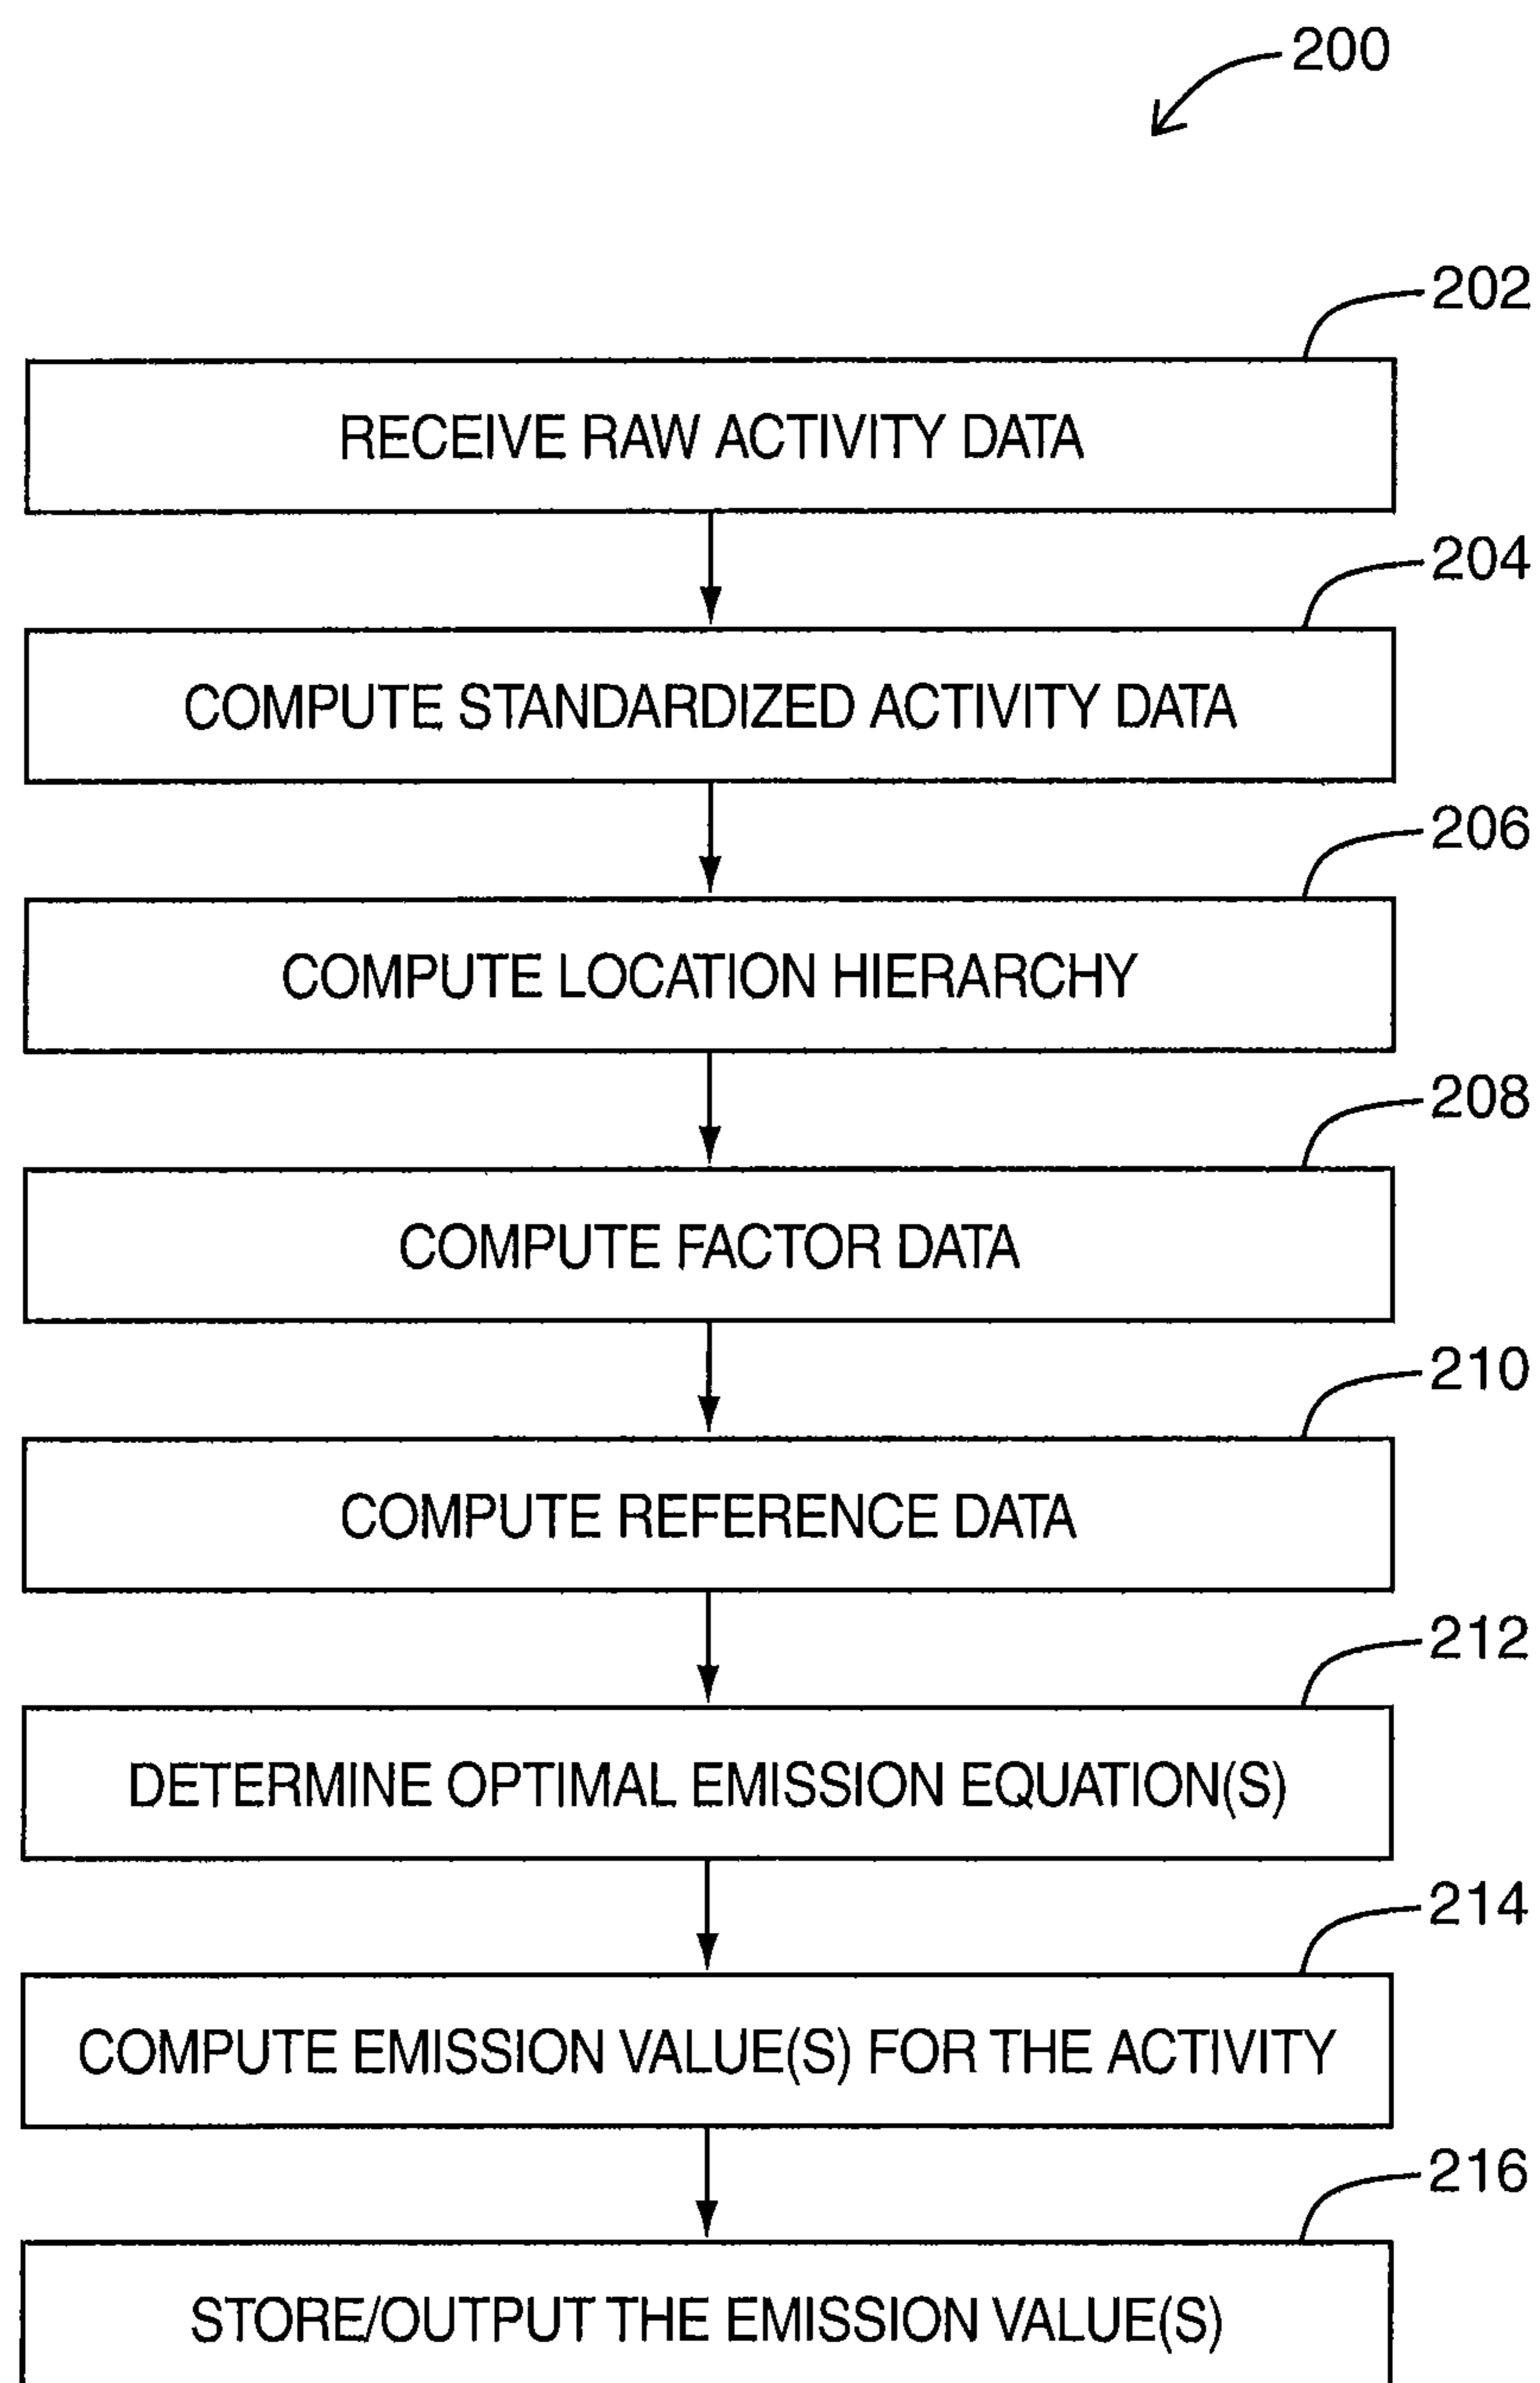 200
202
RECEIVE RAW ACTIVITY DATA
204
COMPUTE STANDARDIZED ACTIVITY DATA
206
COMPUTE LOCATION HIERARCHY
208
COMPUTE FACTOR DATA
210
COMPUTE REFERENCE DATA
212
DETERMINE OPTIMAL EMISSION EQUATION(S)
214
COMPUTE EMISSION VALUE(S) FOR THE ACTIVITY
216
STORE/OUTPUT THE EMISSION VALUE(S)